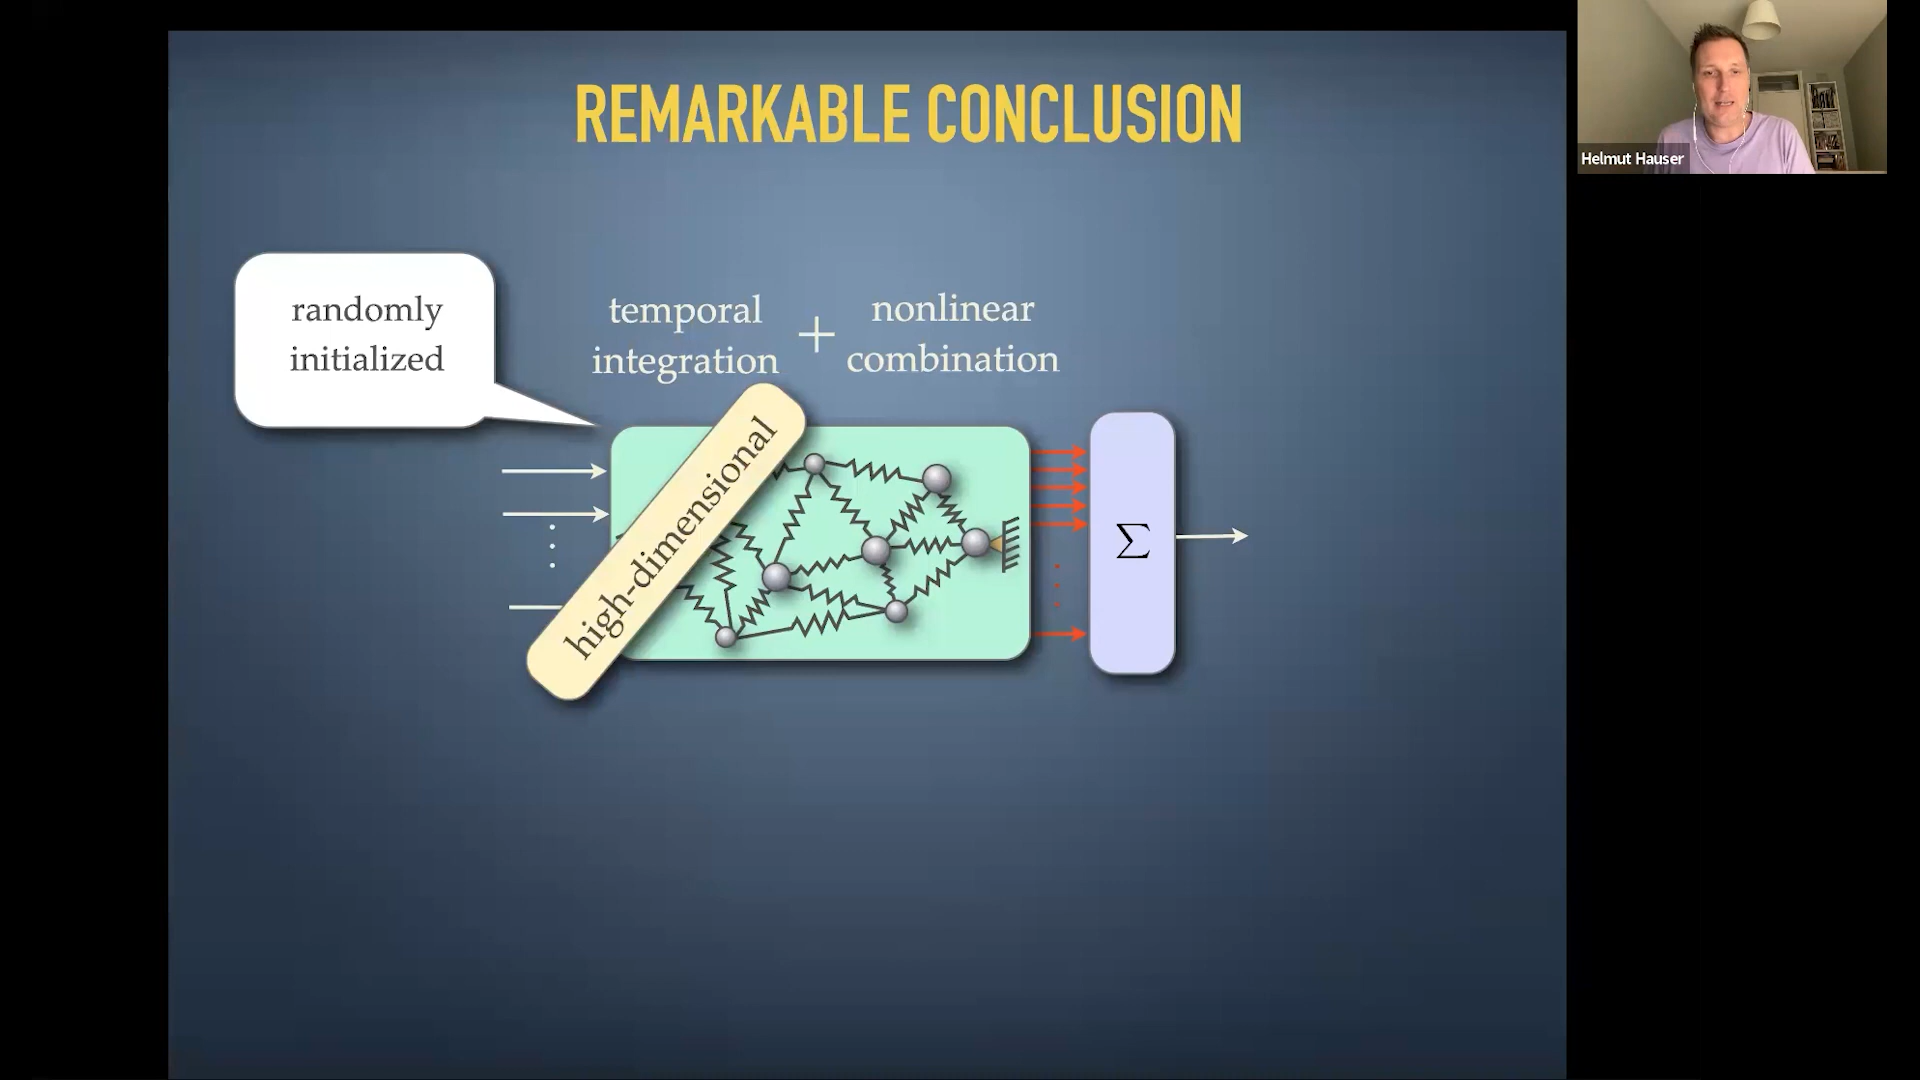 REMARKABLE CONCLUSION
Helmut Hauser
randomly
initialized
temporal
integration
+
nonlinear
combination
high-dimensional
Σ